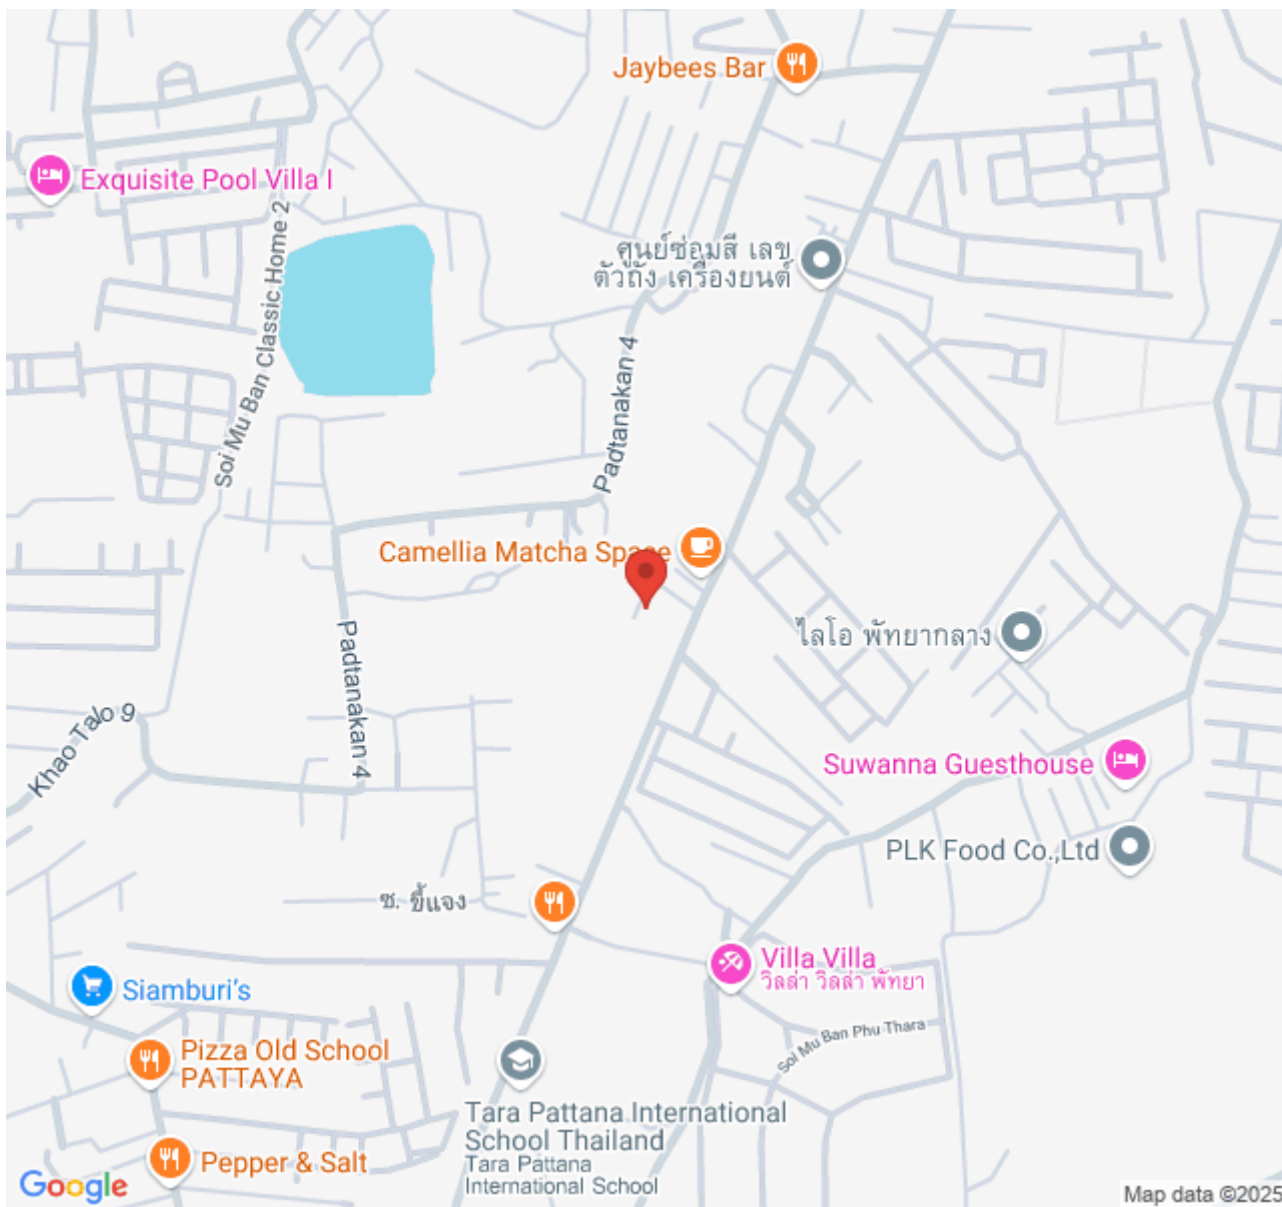 Jaybees Bar
Exquisite Pool Villa I
Soi Mu Ban Classic Home 2
ศูนย์ซ่อมสี เลข
ตัวถัง เครื่องยนต์
Padtanakan 4
Camellia Matcha Space
ไลโอ พัทยากลาง
Padtanakan 4
Khao Talo 9
Suwanna Guesthouse
PLK Food Co.,Ltd
ซ. ขี้แจง
Villa Villa
วิลล่า วิลล่า พัทยา
Siamburi's
Soi Mu Ban Phu Thara
Pizza Old School
PATTAYA
Tara Pattana International
School Thailand
Tara Pattana
International School
Pepper & Salt
Google
Map data ©2025